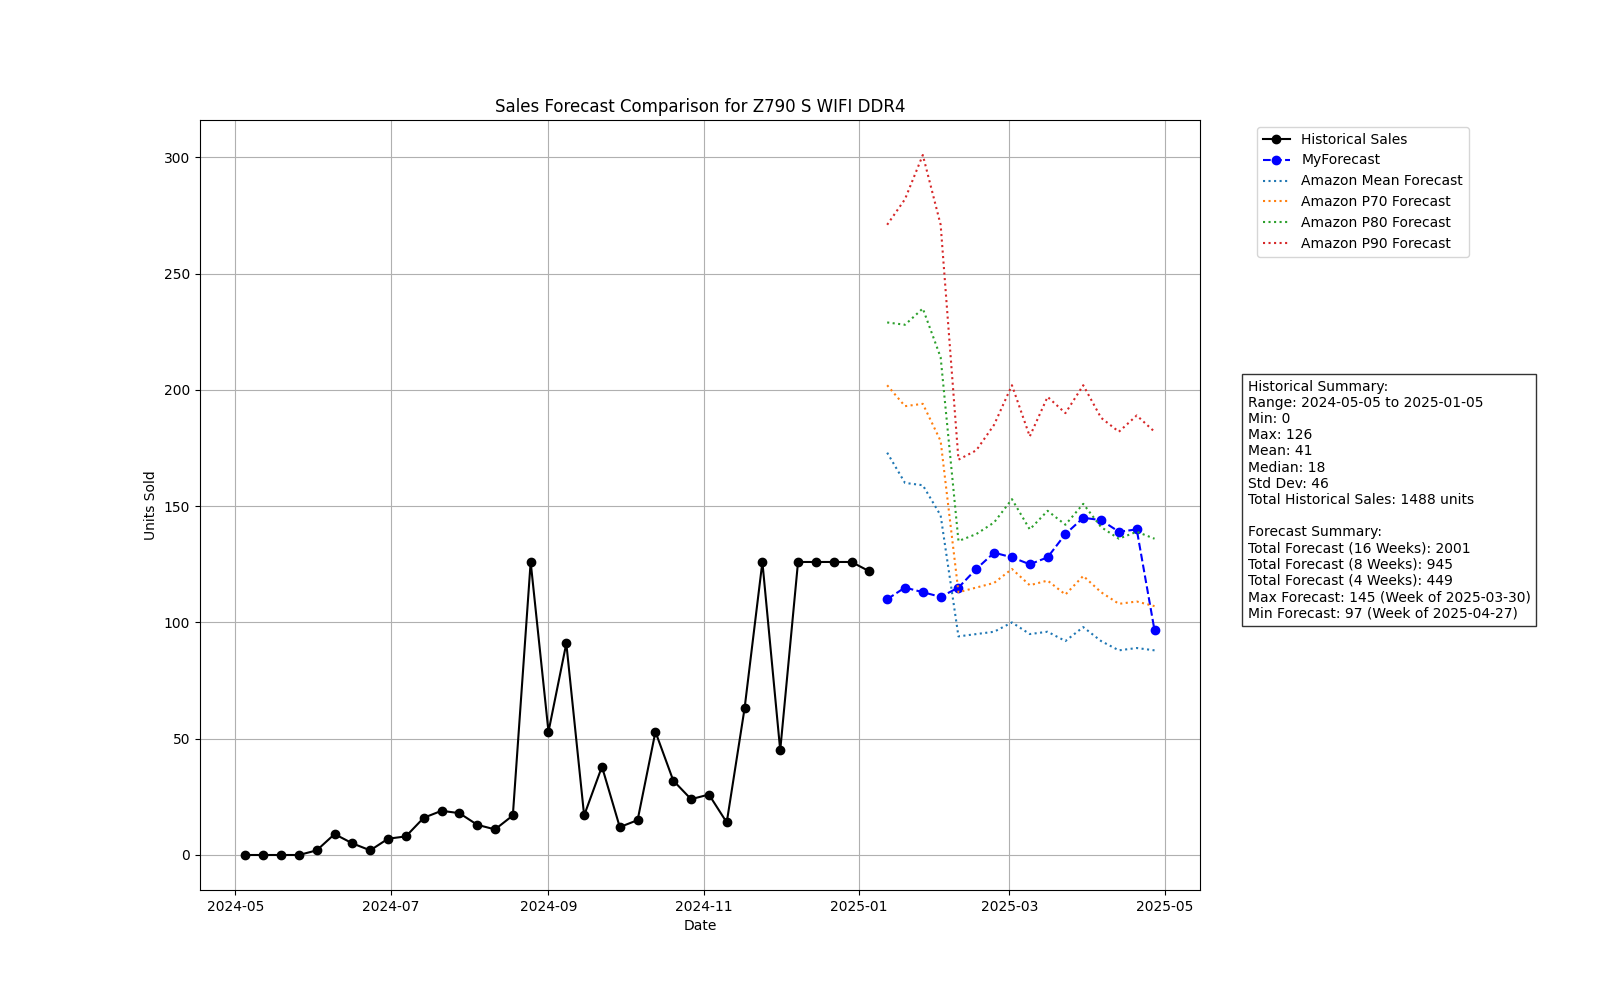 Sales Forecast Comparison for Z790 S WIFI DDR4
Historical Sales
MyForecast
Amazon Mean Forecast
Amazon P70 Forecast
Amazon P80 Forecast
Amazon P90 Forecast
300
250
200
150
100
50
0
Units Sold
2024-05
2024-07
2024-09
2024-11
2025-01
2025-03
2025-05
Date
Historical Summary:
Range: 2024-05-05 to 2025-01-05
Min: 0
Max: 126
Mean: 41
Median: 18
Std Dev: 46
Total Historical Sales: 1488 units
Forecast Summary:
Total Forecast (16 Weeks): 2001
Total Forecast (8 Weeks): 945
Total Forecast (4 Weeks): 449
Max Forecast: 145 (Week of 2025-03-30)
Min Forecast: 97 (Week of 2025-04-27)